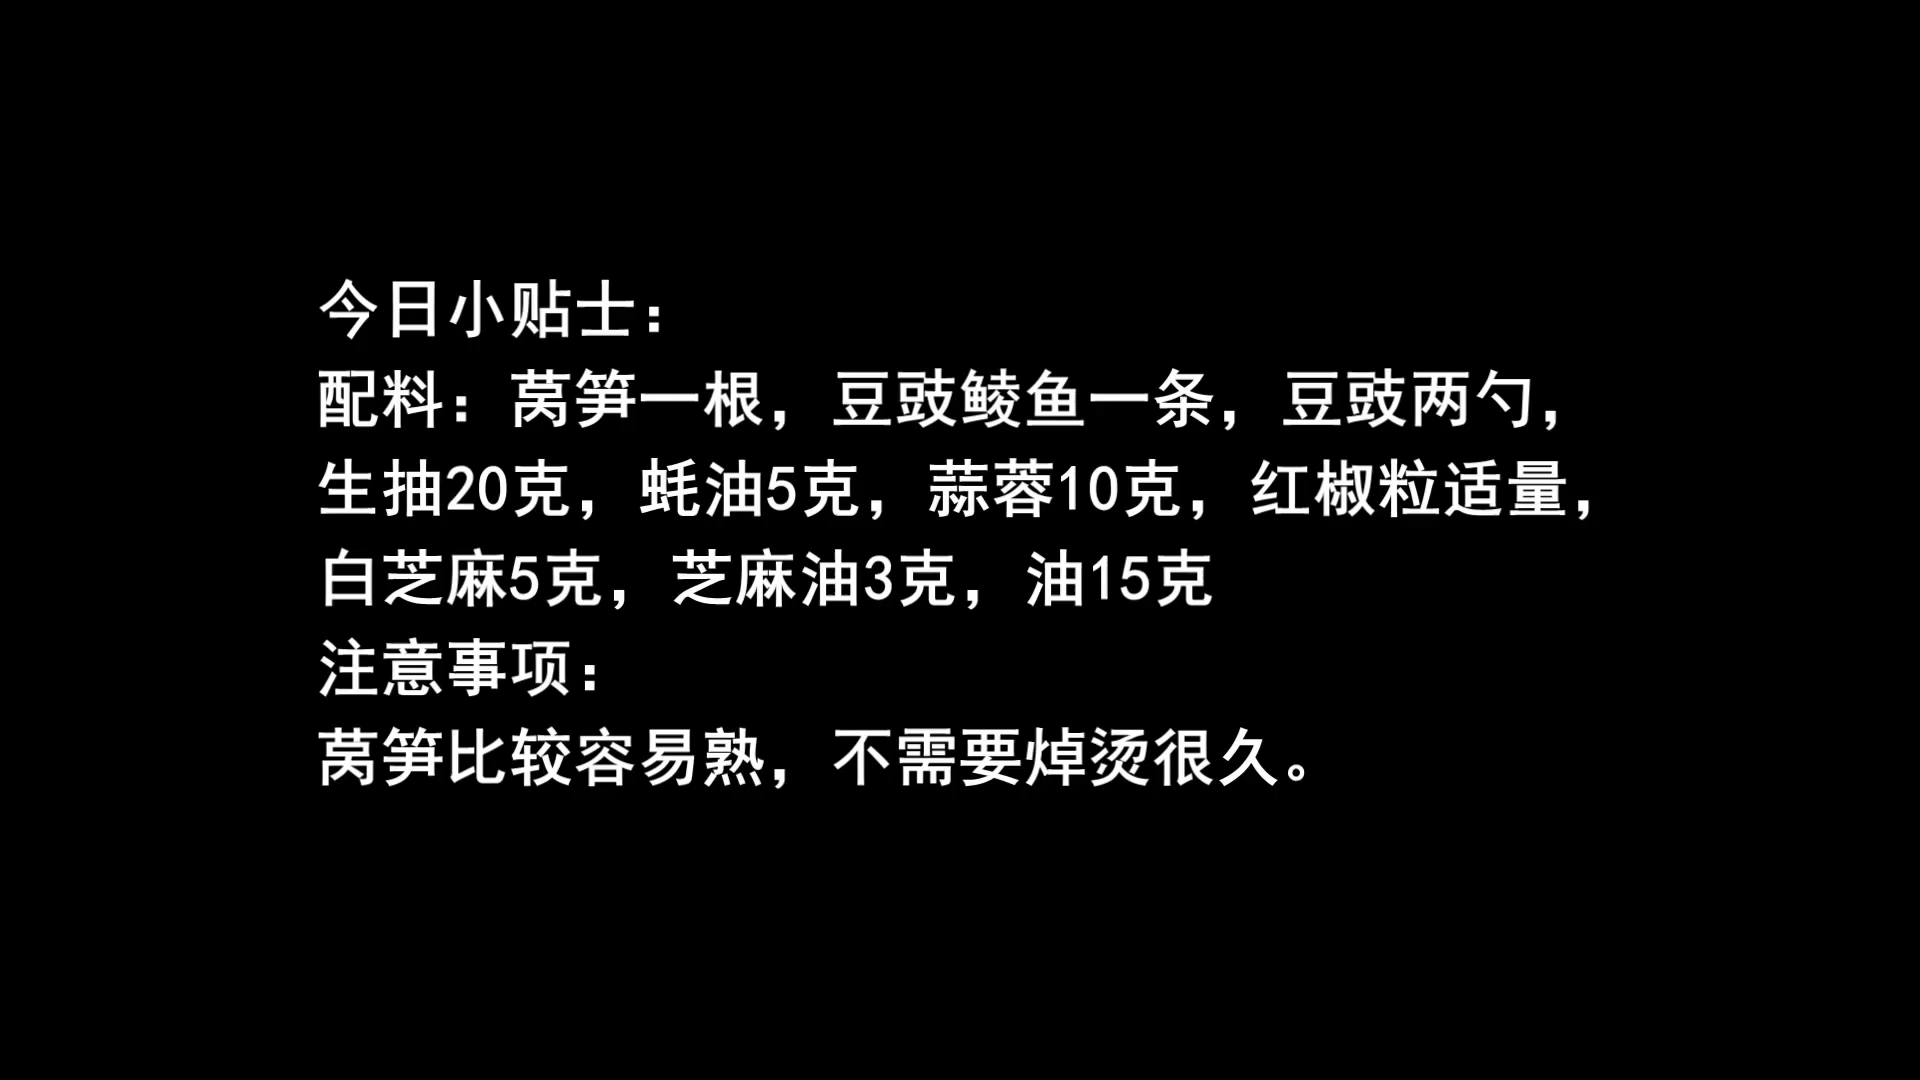 今日小贴士：
配料：莴笋一根，豆豉鲮鱼一条，豆豉两勺，
生抽20克，蚝油5克，蒜蓉10克，红椒粒适量，
白芝麻5克，芝麻油3克，油15克
注意事项：
莴笋比较容易熟，不需要焯烫很久。